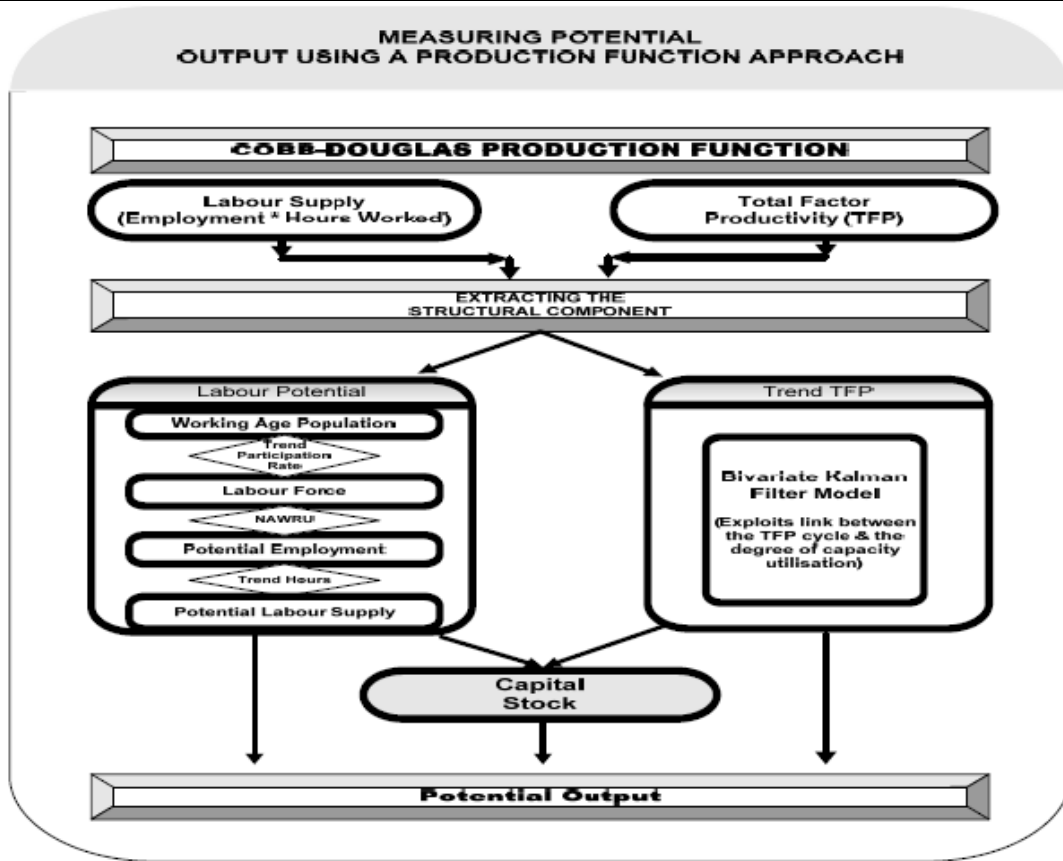 MEASURING POTENTIAL
OUTPUT USING A PRODUCTION FUNCTION APPROACH
COBB-DOUGLAS PRODUCTION FUNCTION
Labour Supply
(Employment * Hours Worked)
Total Factor
Productivity (TFP)
EXTRACTING THE
STRUCTURAL COMPONENT
Labour Potential
Working Age Population
Trend
Participation
Rate
Labour Force
NAWRU
Potential Employment
Trend Hours
Potential Labour Supply
Trend TFP
Bivariate Kalman
Filter Model
(Exploits link between
the TFP cycle & the
degree of capacity
utilisation)
Capital
Stock
Potential Output